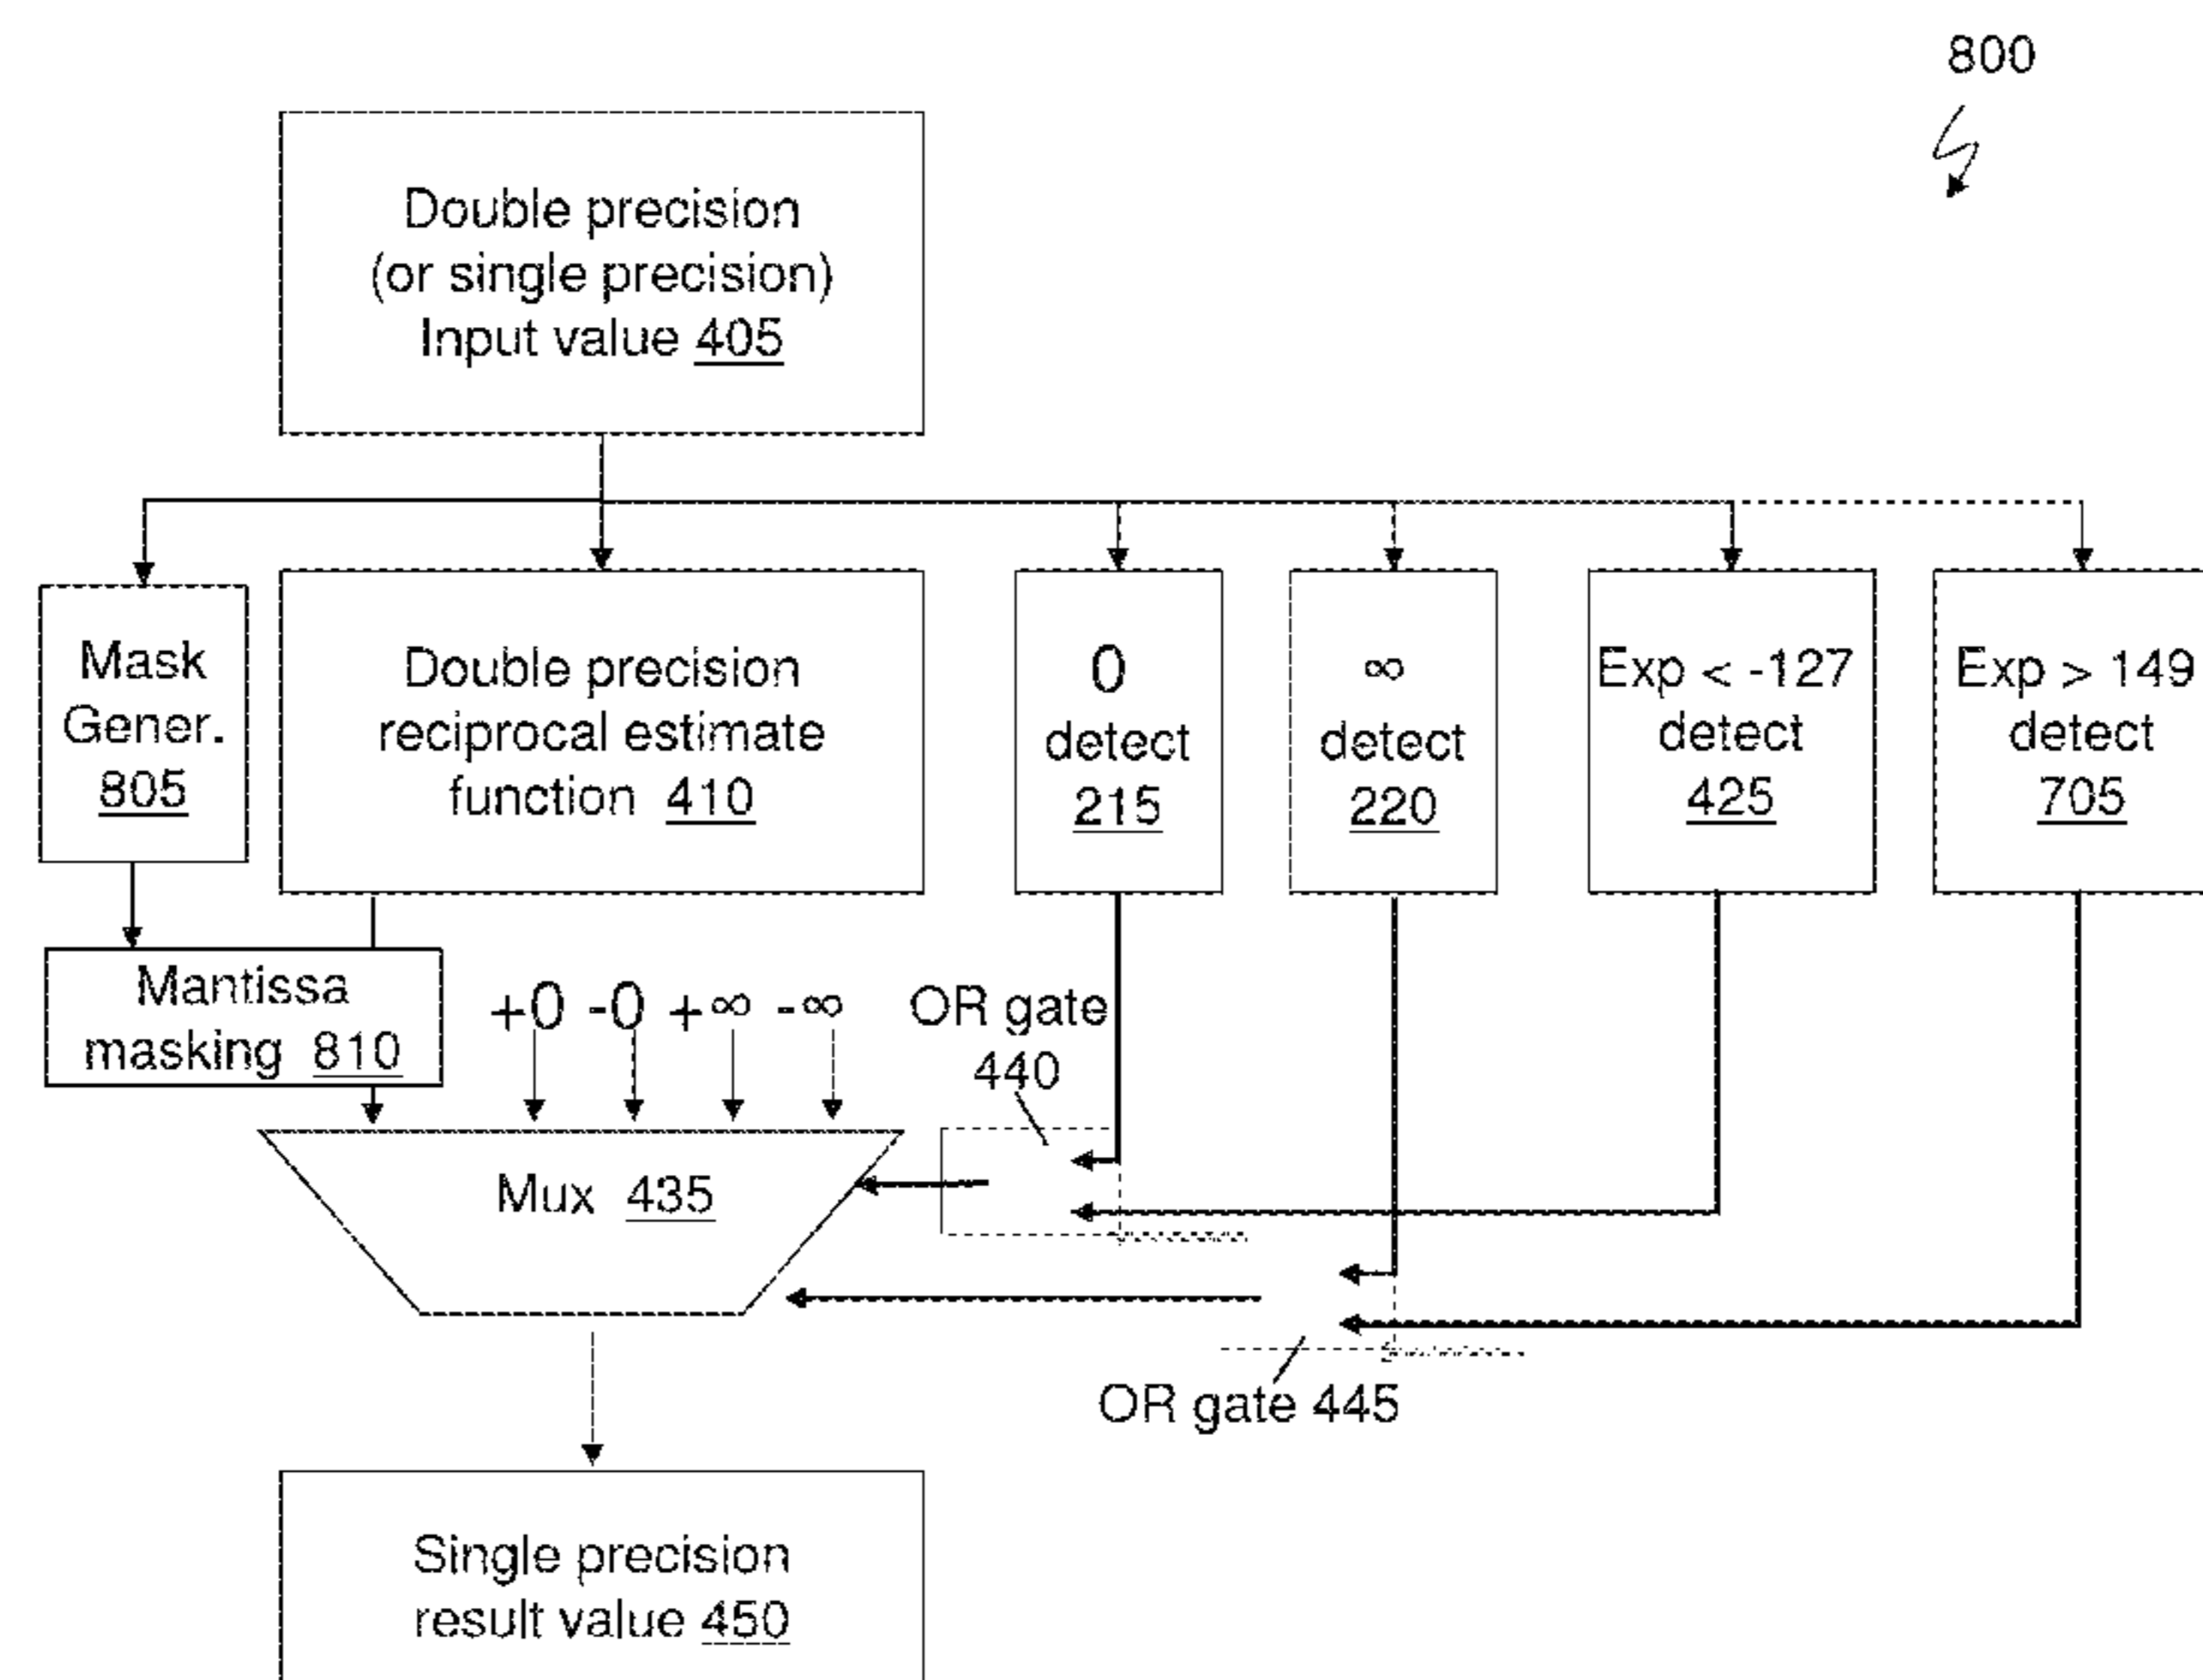 800
Double precision
(or single precision)
Input value 405
Mask
Gener.
805
Double precision
reciprocal estimate
function 410
0
detect
215
∞
detect
220
Exp < -127
detect
425
Exp > 149
detect
705
Mantissa
masking 810
+0 -0 +∞ -∞
OR gate
440
Mux 435
OR gate 445
Single precision
result value 450